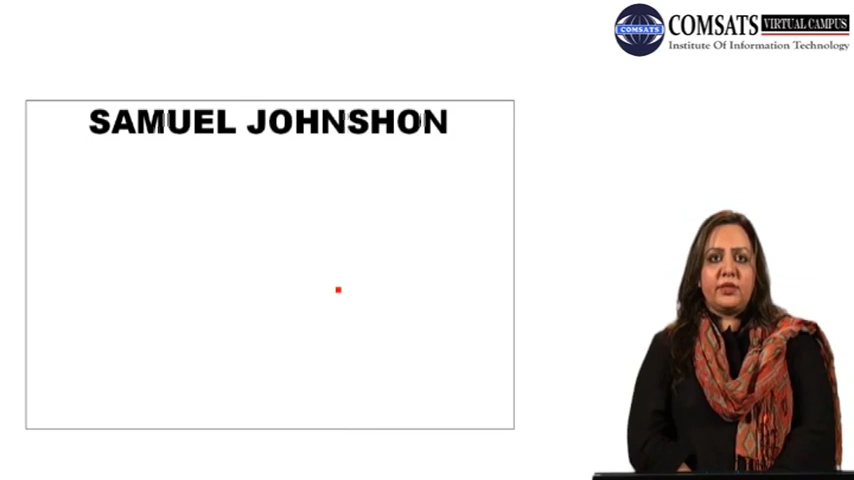 COMSATS VIRTUAL CAMPUS
COMSATS
Institute Of Information Technology
SAMUEL JOHNSHON